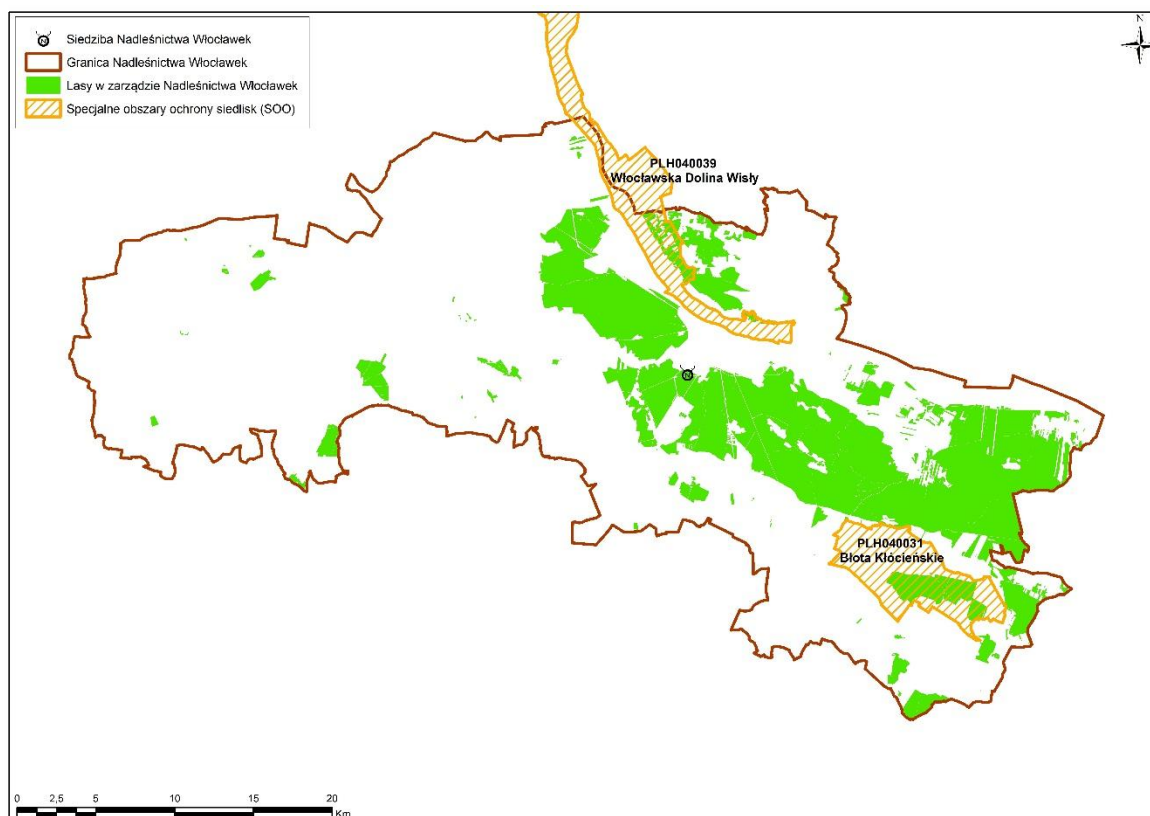 Siedziba Nadleśnictwa Włocławek
Granica Nadleśnictwa Włocławek
Lasy w zarządzie Nadleśnictwa Włocławek
Specjalne obszary ochrony siedlisk (SOO)
N
PLH040039
Włocławska Dolina Wisły
N
PLH040031
Błota Kłócieńskie
0 2,5 5 10 15 20
Km